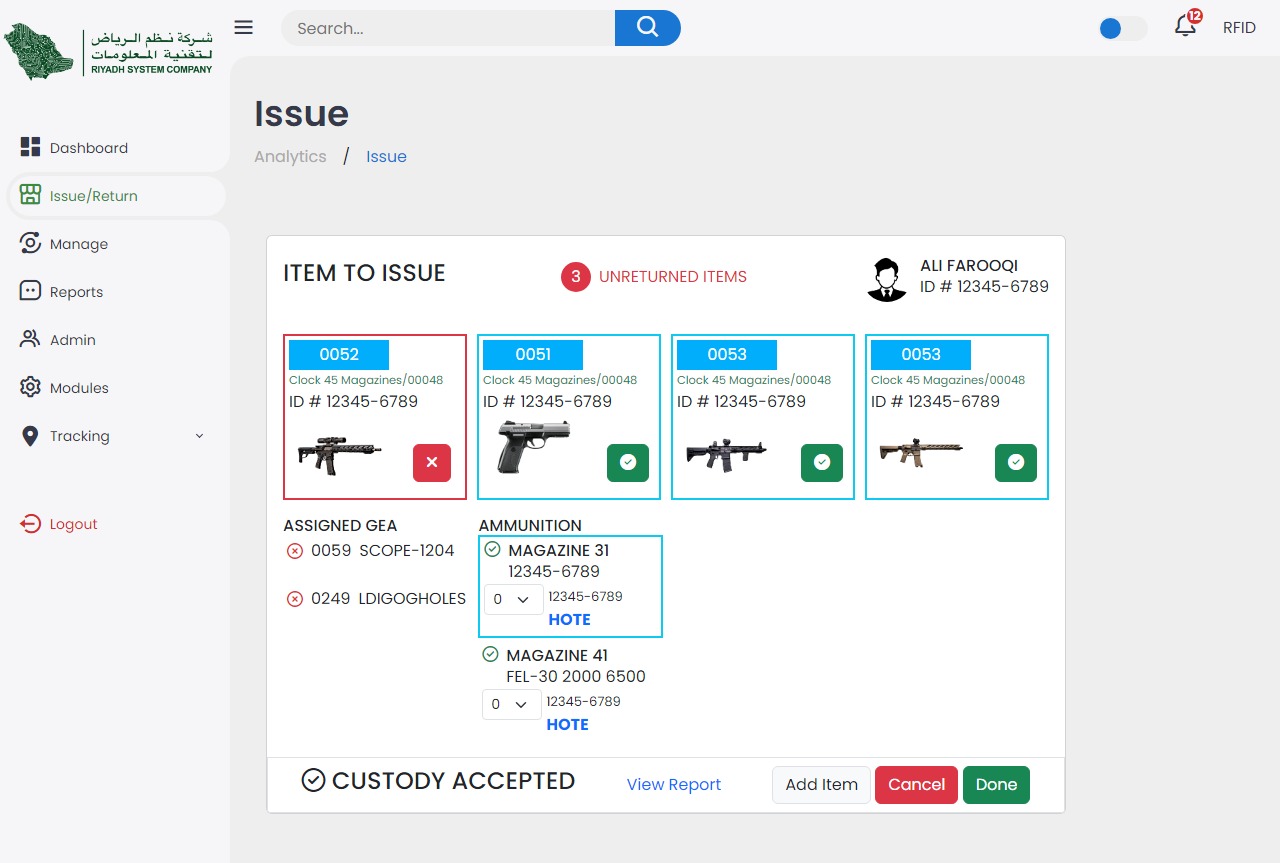 شركة نظم الرياض
لتقنية المعلومات
RIYADH SYSTEM COMPANY
Search...
12
RFID
Dashboard
Issue/Return
Manage
Reports
Admin
Modules
Tracking
Logout
Issue
Analytics / Issue
ITEM TO ISSUE
3 UNRETURNED ITEMS
ALI FAROOQI
ID # 12345-6789
0052
Clock 45 Magazines/00048
ID # 12345-6789
0051
Clock 45 Magazines/00048
ID # 12345-6789
0053
Clock 45 Magazines/00048
ID # 12345-6789
0053
Clock 45 Magazines/00048
ID # 12345-6789
ASSIGNED GEA
0059 SCOPE-1204
0249 LDIGOGHOLES
AMMUNITION
MAGAZINE 31
12345-6789
0 12345-6789
HOTE
MAGAZINE 41
FEL-30 2000 6500
0 12345-6789
HOTE
CUSTODY ACCEPTED
View Report
Add Item
Cancel
Done